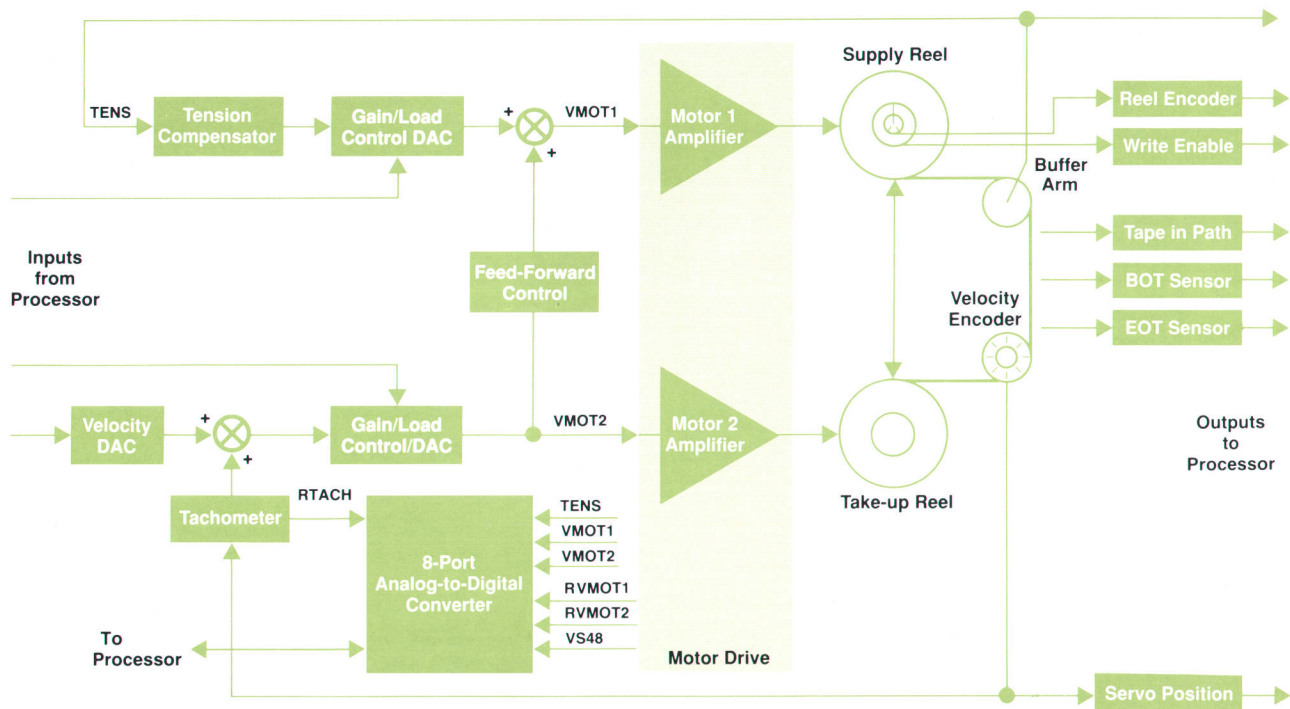 Supply Reel
TENS
Tension
Compensator
Gain/Load
Control DAC
+
+
VMOT1
Motor 1
Amplifier
Reel Encoder
Write Enable
Buffer
Arm
Inputs
from
Processor
Feed-Forward
Control
Tape in Path
BOT Sensor
EOT Sensor
Velocity
Encoder
Velocity
DAC
+
+
Gain/Load
Control/DAC
VMOT2
Motor 2
Amplifier
Outputs
to
Processor
Take-up Reel
RTACH
Tachometer
8-Port
Analog-to-Digital
Converter
TENS
VMOT1
VMOT2
RVMOT1
RVMOT2
VS48
To
Processor
Motor Drive
Servo Position